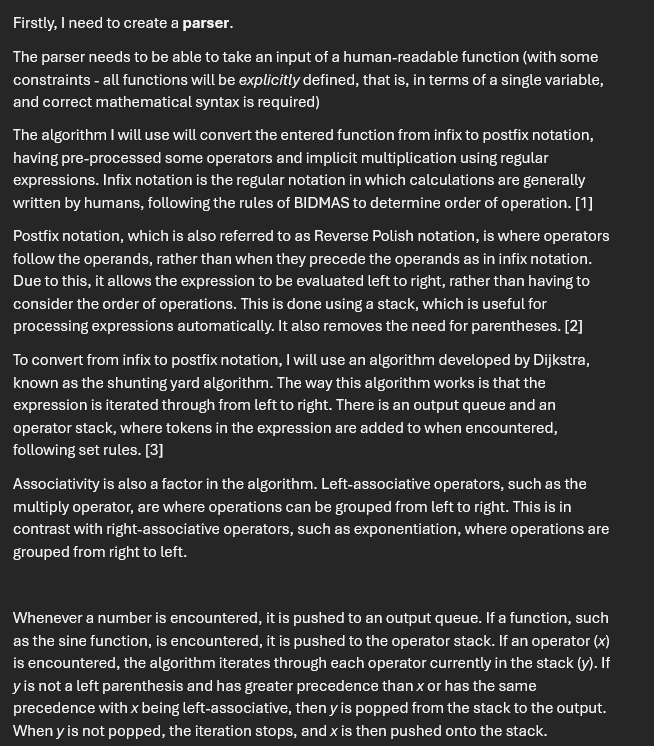 Firstly, I need to create a parser.
The parser needs to be able to take an input of a human-readable function (with some
constraints - all functions will be explicitly defined, that is, in terms of a single variable,
and correct mathematical syntax is required)
The algorithm I will use will convert the entered function from infix to postfix notation,
having pre-processed some operators and implicit multiplication using regular
expressions. Infix notation is the regular notation in which calculations are generally
written by humans, following the rules of BIDMAS to determine order of operation. [1]
Postfix notation, which is also referred to as Reverse Polish notation, is where operators
follow the operands, rather than when they precede the operands as in infix notation.
Due to this, it allows the expression to be evaluated left to right, rather than having to
consider the order of operations. This is done using a stack, which is useful for
processing expressions automatically. It also removes the need for parentheses. [2]
To convert from infix to postfix notation, I will use an algorithm developed by Dijkstra,
known as the shunting yard algorithm. The way this algorithm works is that the
expression is iterated through from left to right. There is an output queue and an
operator stack, where tokens in the expression are added to when encountered,
following set rules. [3]
Associativity is also a factor in the algorithm. Left-associative operators, such as the
multiply operator, are where operations can be grouped from left to right. This is in
contrast with right-associative operators, such as exponentiation, where operations are
grouped from right to left.
Whenever a number is encountered, it is pushed to an output queue. If a function, such
as the sine function, is encountered, it is pushed to the operator stack. If an operator (x)
is encountered, the algorithm iterates through each operator currently in the stack (y). If
y is not a left parenthesis and has greater precedence than x or has the same
precedence with x being left-associative, then y is popped from the stack to the output.
When y is not popped, the iteration stops, and x is then pushed onto the stack.